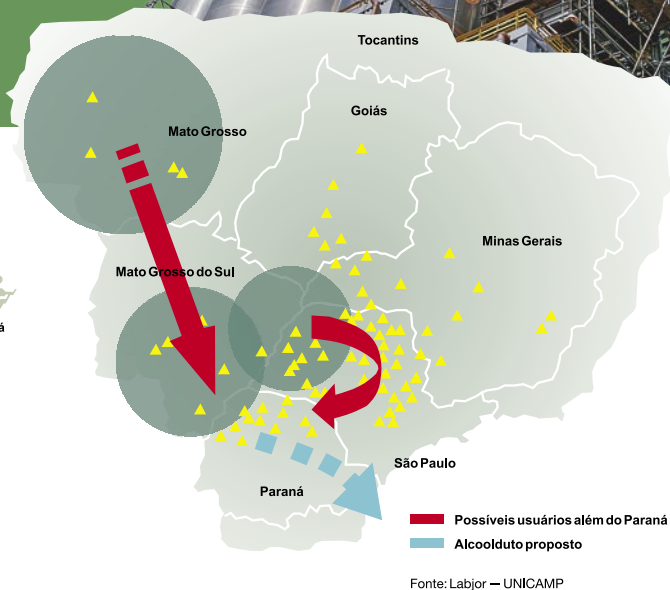 Tocantins
Goiás
Mato Grosso
Minas Gerais
Mato Grosso do Sul
á
São Paulo
Paraná
Possíveis usuários além do Paraná
Alcoolduto proposto
Fonte: Labjor — UNICAMP